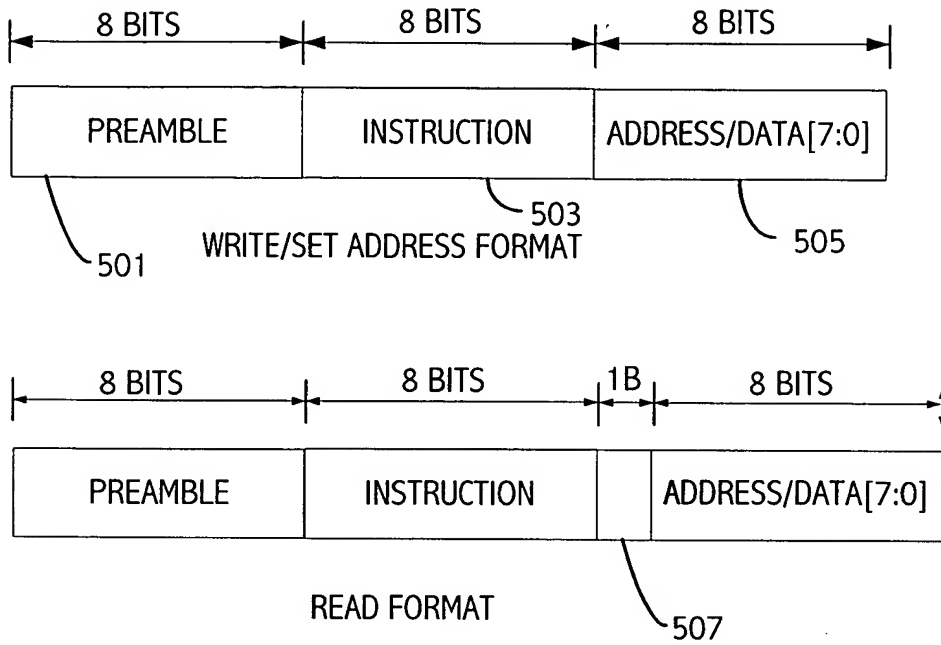 8 BITS 8 BITS 8 BITS
PREAMBLE INSTRUCTION ADDRESS/DATA[7:0]
501 503 505
WRITE/SET ADDRESS FORMAT
8 BITS 8 BITS 1B 8 BITS
PREAMBLE INSTRUCTION ADDRESS/DATA[7:0]
READ FORMAT
507